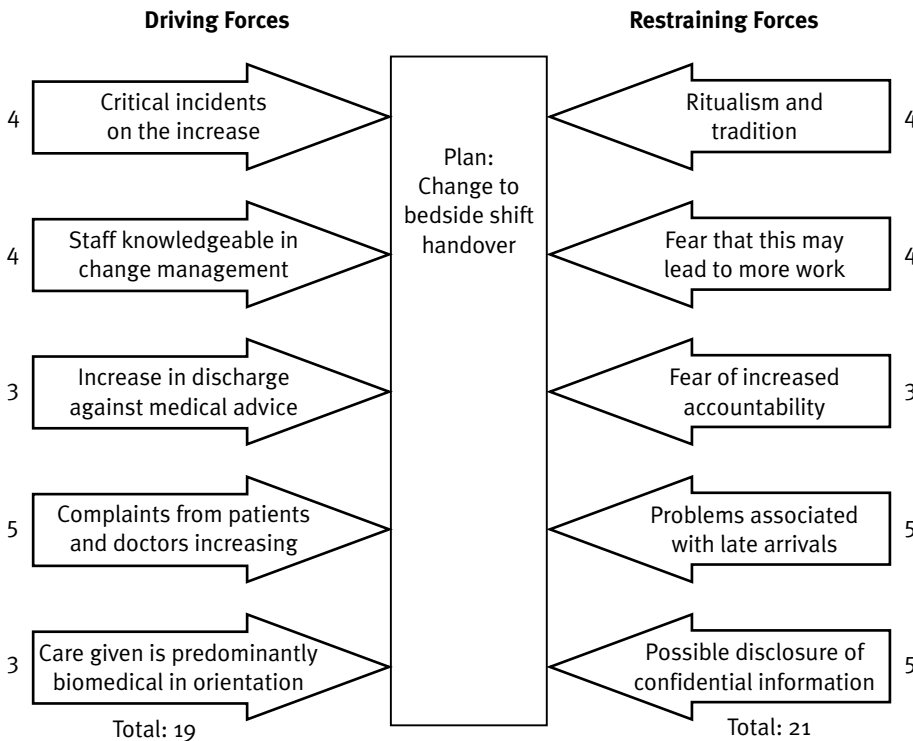 Driving Forces
Restraining Forces
4
Critical incidents
on the increase
Plan:
Change to
bedside shift
handover
Ritualism and
tradition
4
4
Staff knowledgeable in
change management
Fear that this may
lead to more work
4
3
Increase in discharge
against medical advice
Fear of increased
accountability
3
5
Complaints from patients
and doctors increasing
Problems associated
with late arrivals
5
3
Care given is predominantly
biomedical in orientation
Possible disclosure of
confidential information
5
Total: 19
Total: 21